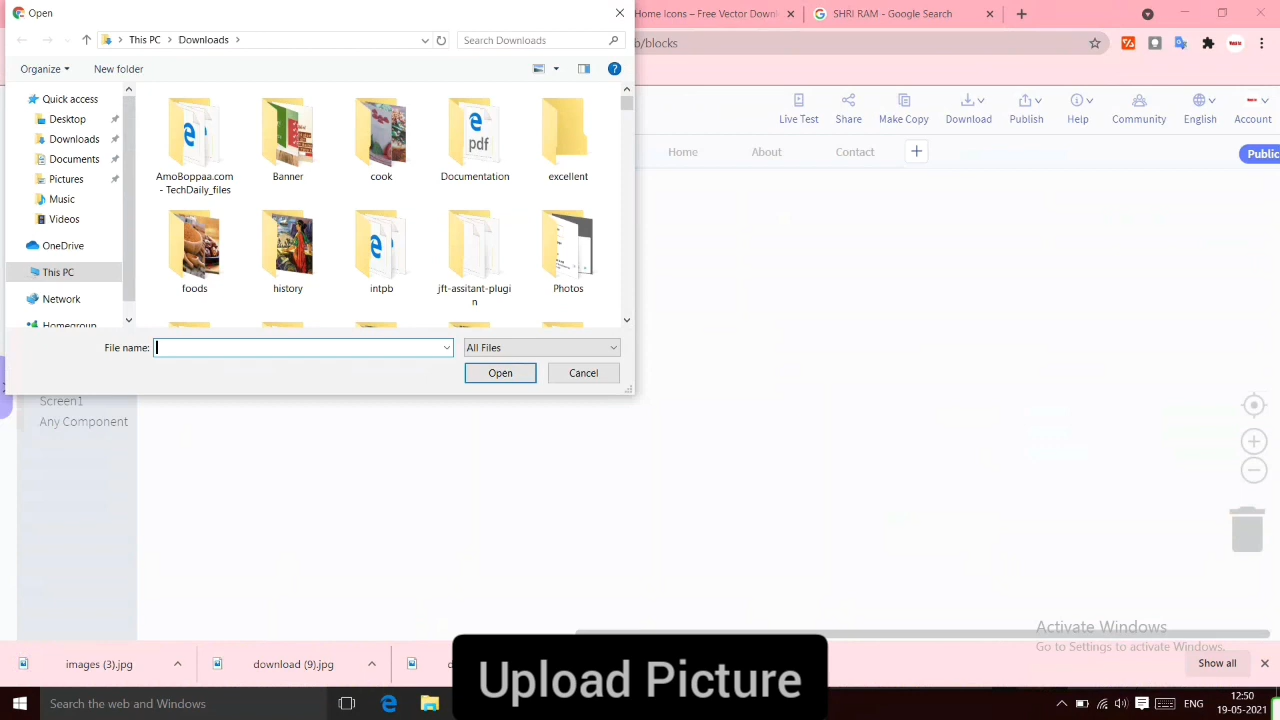 Open
Home Icons – Free Vector Down
SHRI RAM - Google Search
This PC
Downloads
Search Downloads
b/blocks
Organize
New folder
Quick access
Desktop
Downloads
Documents
Pictures
Music
Videos
OneDrive
This PC
Network
Homegroup
AmoBoppaa.com
- TechDaily_files
Banner
cook
Documentation
excellent
pdf
foods
history
intpb
jft-assitant-plugi
n
Photos
File name:
All Files
Open
Cancel
Live Test
Share
Make Copy
Download
Publish
Help
Community
English
Account
Home
About
Contact
Public
Screen1
Any Component
Activate Windows
Go to Settings to activate Windows.
images (3).jpg
download (9).jpg
Show all
Upload Picture
Search the web and Windows
ENG
12:50
19-05-2021